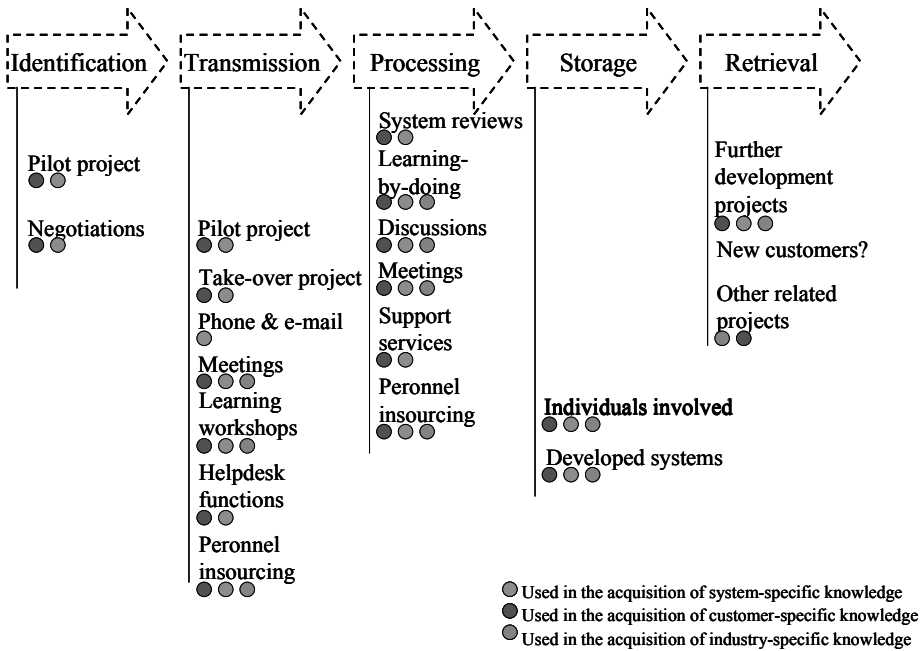 Identification
Transmission
Processing
Storage
Retrieval
Pilot project
Negotiations
Pilot project
Take-over project
Phone & e-mail
Meetings
Learning
workshops
Helpdesk
functions
Peronnel
insourcing
System reviews
Learning-
by-doing
Discussions
Meetings
Support
services
Peronnel
insourcing
Individuals involved
Developed systems
Further
development
projects
New customers?
Other related
projects
Used in the acquisition of system-specific knowledge
Used in the acquisition of customer-specific knowledge
Used in the acquisition of industry-specific knowledge